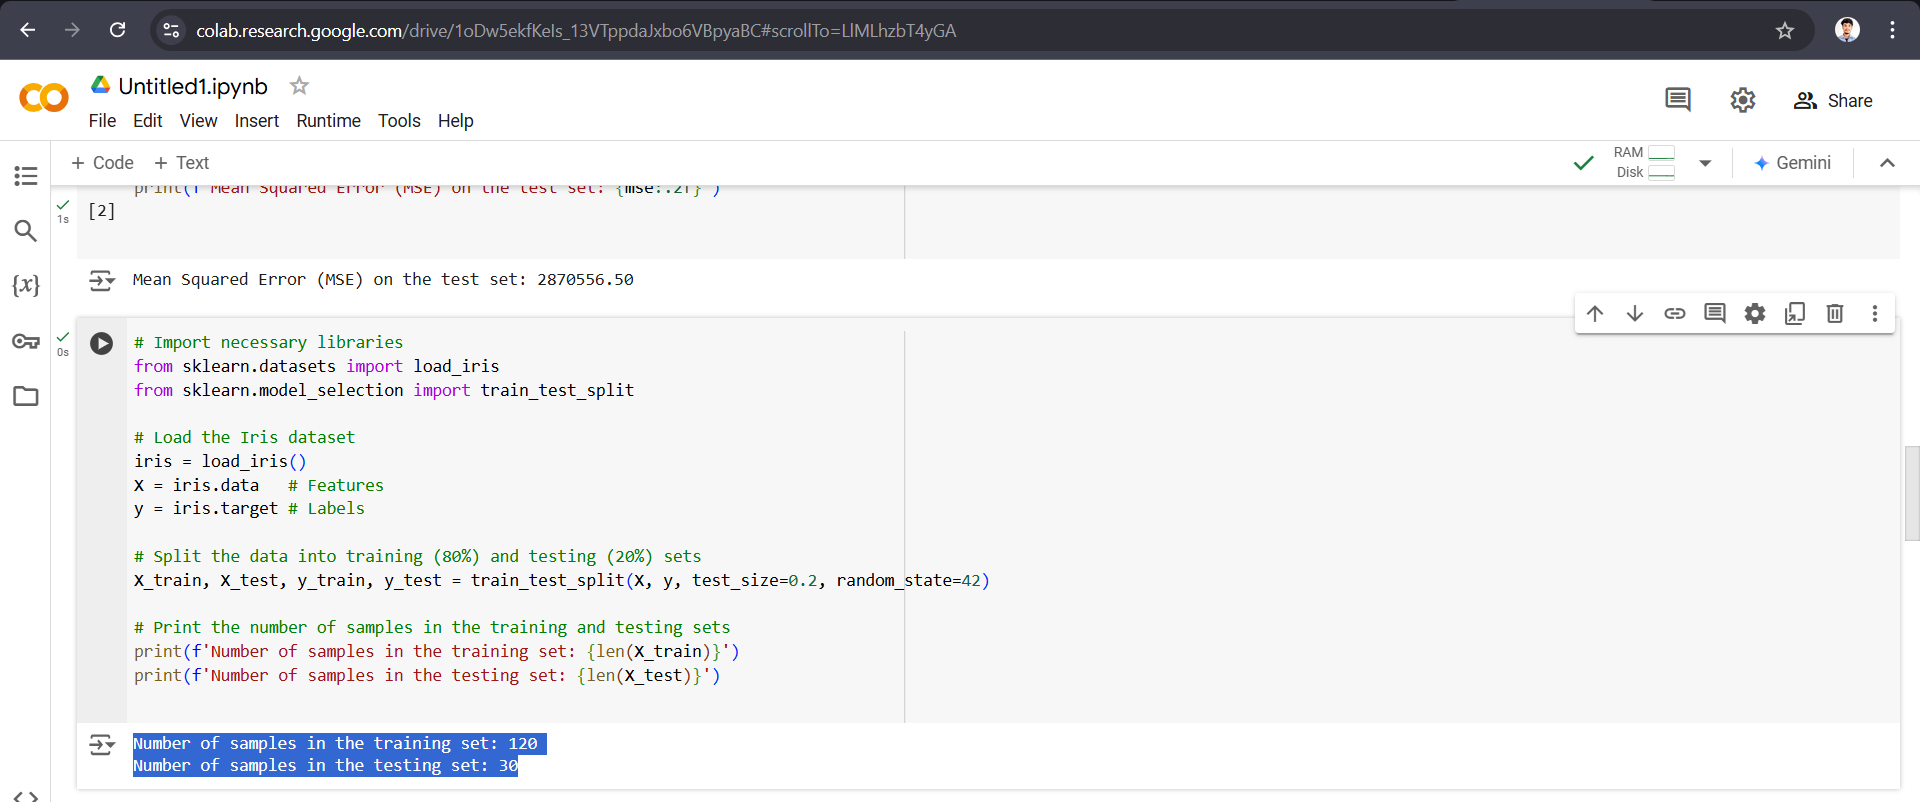 colab.research.google.com/drive/1oDw5ekfKeIs_13VTppdaJxbo6VBpyaBC#scrollTo=LlMLhzbT4yGA
Untitled1.ipynb
File Edit View Insert Runtime Tools Help
Share
+ Code + Text
RAM
Disk
Gemini
print(f'Mean Squared Error (MSE) on the test set: {mse:.2f}')
1s
[2]
{x}
Mean Squared Error (MSE) on the test set: 2870556.50
0s
# Import necessary libraries
from sklearn.datasets import load_iris
from sklearn.model_selection import train_test_split
# Load the Iris dataset
iris = load_iris()
X = iris.data   # Features
y = iris.target # Labels
# Split the data into training (80%) and testing (20%) sets
X_train, X_test, y_train, y_test = train_test_split(X, y, test_size=0.2, random_state=42)
# Print the number of samples in the training and testing sets
print(f'Number of samples in the training set: {len(X_train)}')
print(f'Number of samples in the testing set: {len(X_test)}')
Number of samples in the training set: 120
Number of samples in the testing set: 30